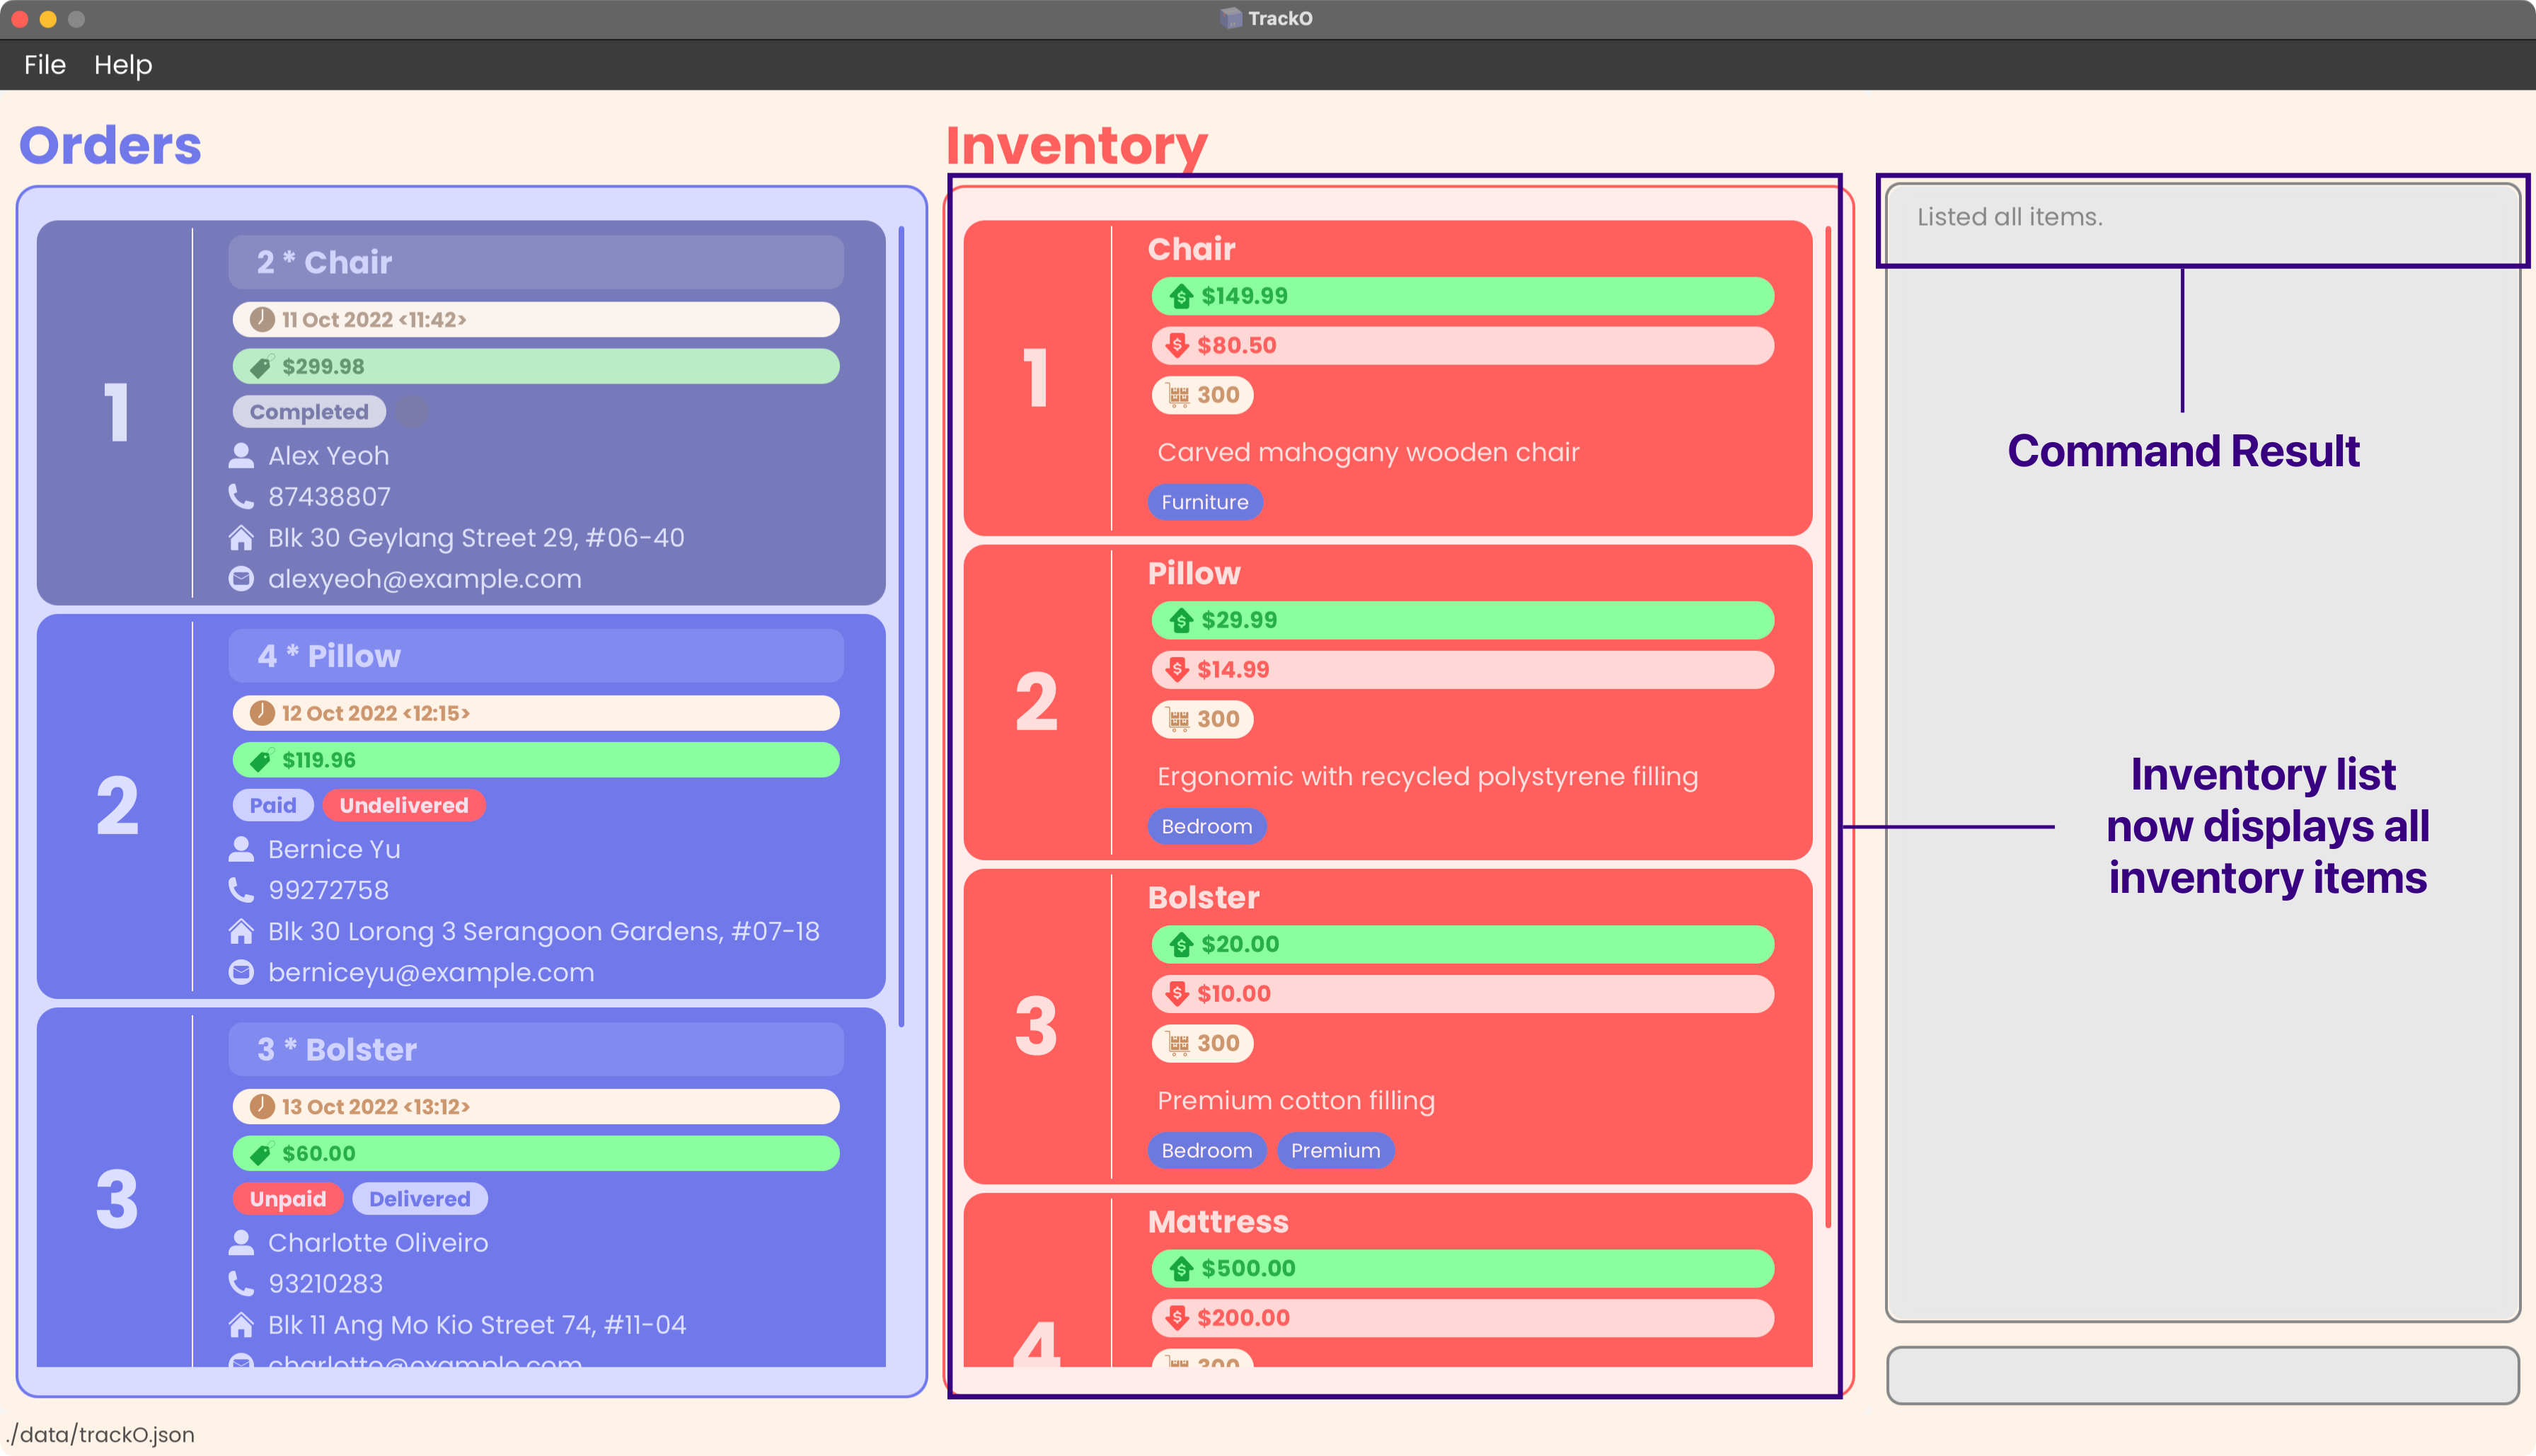 TrackO
File Help
Orders
1
2 * Chair
11 Oct 2022 <11:42>
$299.98
Completed
Alex Yeoh
87438807
Blk 30 Geylang Street 29, #06-40
alexyeoh@example.com
2
4 * Pillow
12 Oct 2022 <12:15>
$119.96
Paid Undelivered
Bernice Yu
99272758
Blk 30 Lorong 3 Serangoon Gardens, #07-18
berniceyu@example.com
3
3 * Bolster
13 Oct 2022 <13:12>
$60.00
Unpaid Delivered
Charlotte Oliveiro
93210283
Blk 11 Ang Mo Kio Street 74, #11-04
charlotte@example.com
Inventory
1
Chair
$149.99
$80.50
300
Carved mahogany wooden chair
Furniture
2
Pillow
$29.99
$14.99
300
Ergonomic with recycled polystyrene filling
Bedroom
3
Bolster
$20.00
$10.00
300
Premium cotton filling
Bedroom Premium
4
Mattress
$500.00
$200.00
300
Listed all items.
Command Result
Inventory list
now displays all
inventory items
./data/trackO.json